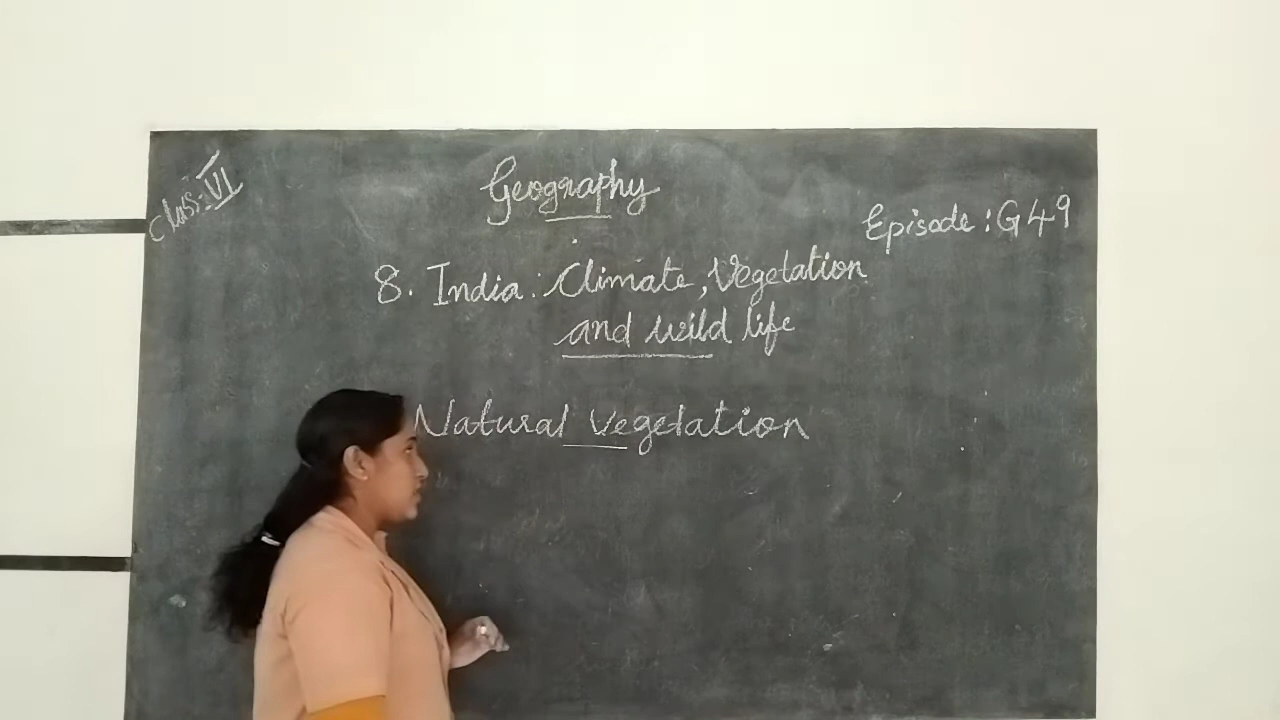 Class:- VI
Geography
Episode: G49
8. India: Climate, Vegetation
and wild life
Natural Vegetation